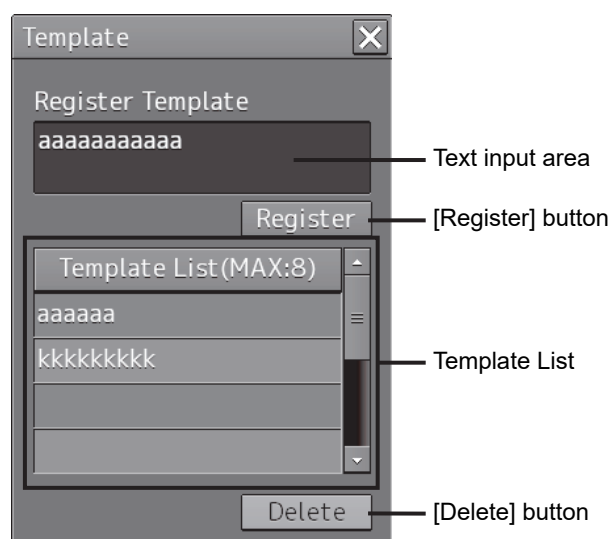 Template
Register Template
aaaaaaaaaaa
Text input area
Register
[Register] button
Template List(MAX:8)
aaaaaa
kkkkkkkkk
Template List
Delete
[Delete] button